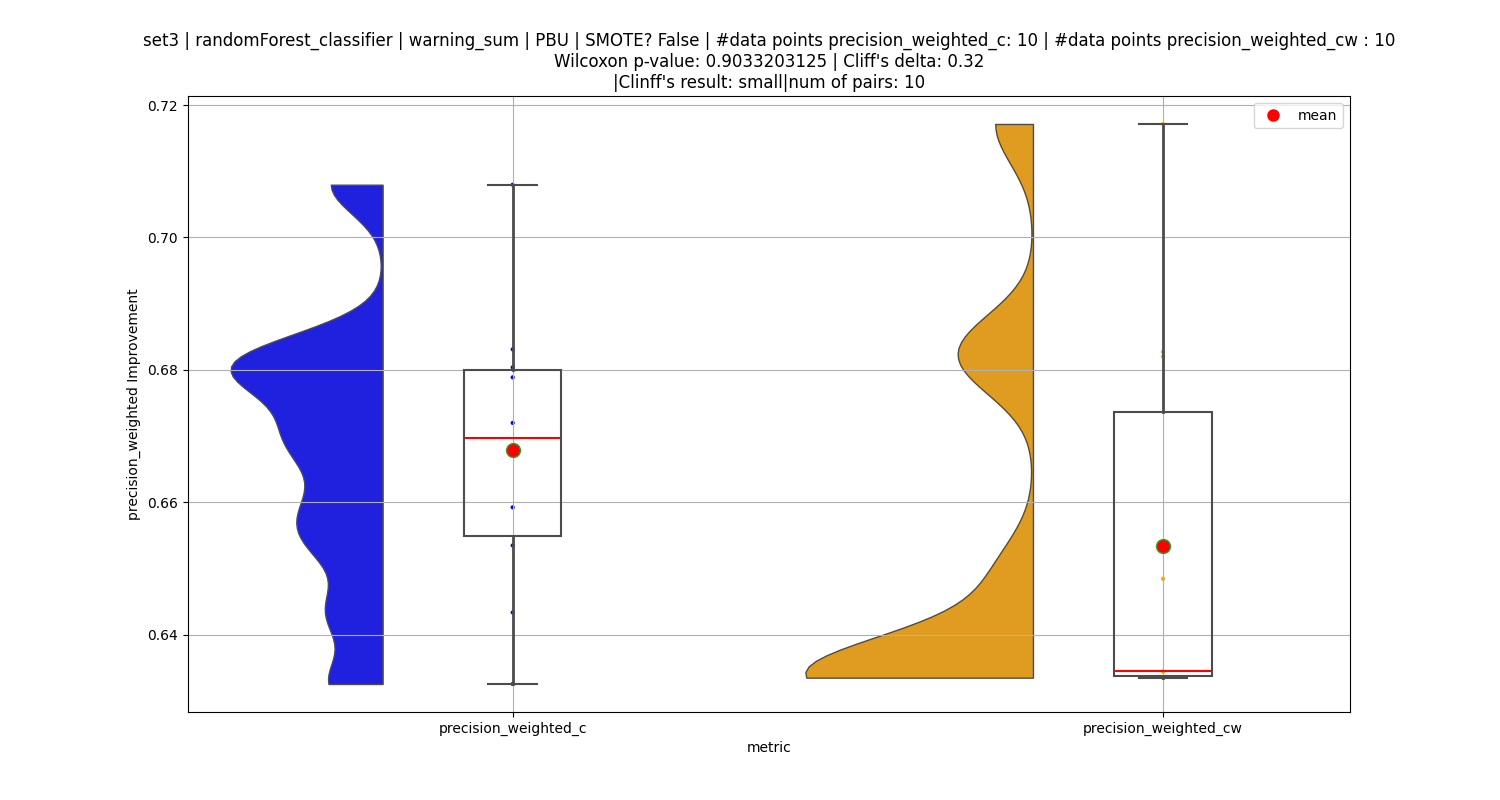 set3 | randomForest_classifier | warning_sum | PBU | SMOTE? False | #data points precision_weighted_c: 10 | #data points precision_weighted_cw : 10
Wilcoxon p-value: 0.9033203125 | Cliff's delta: 0.32
|Clinff's result: small|num of pairs: 10
mean
0.72
0.70
0.68
0.66
0.64
precision_weighted Improvement
precision_weighted_c
precision_weighted_cw
metric